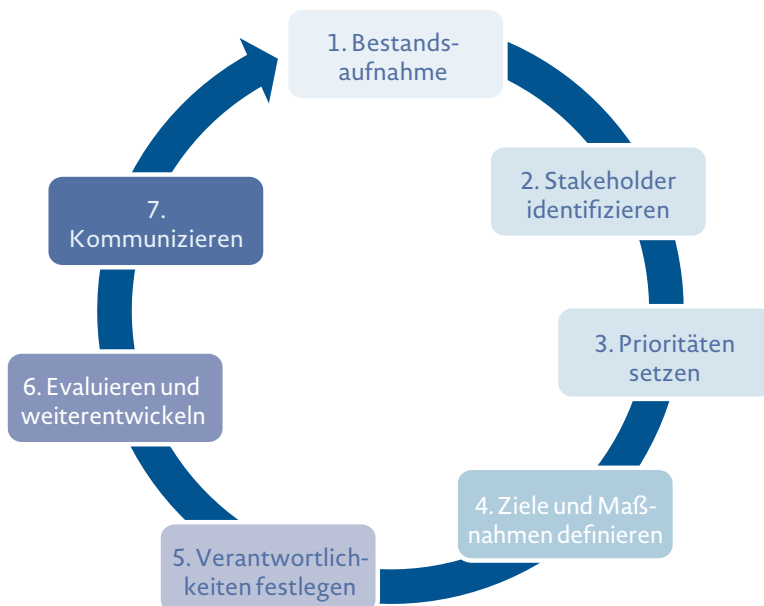 1. Bestands-
aufnahme
2. Stakeholder
identifizieren
3. Prioritäten
setzen
4. Ziele und Maß-
nahmen definieren
5. Verantwortlich-
keiten festlegen
6. Evaluieren und
weiterentwickeln
7.
Kommunizieren